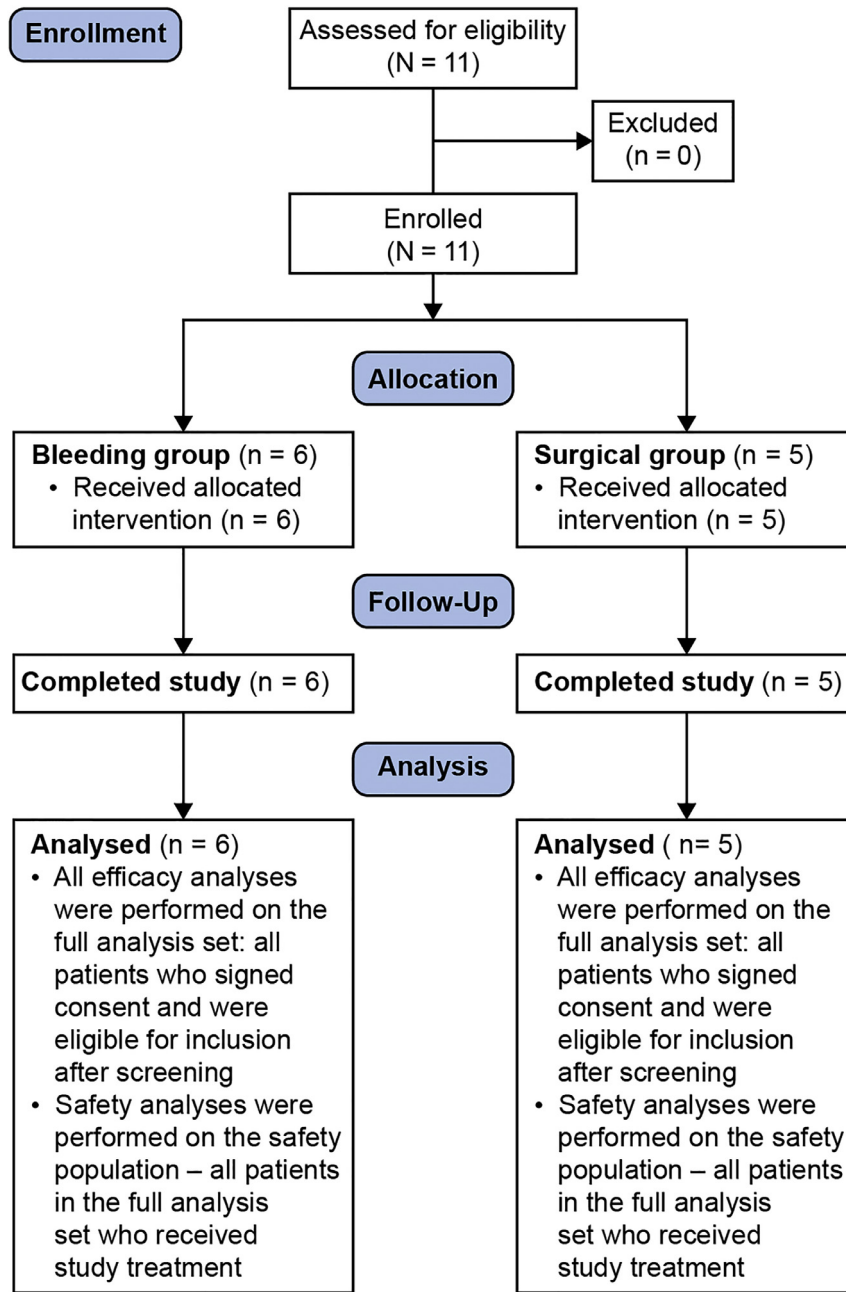 Enrollment
Assessed for eligibility
(N = 11)
Excluded
(n = 0)
Enrolled
(N = 11)
Allocation
Bleeding group (n = 6)
• Received allocated
intervention (n = 6)
Surgical group (n = 5)
• Received allocated
intervention (n = 5)
Follow-Up
Completed study (n = 6)
Completed study (n = 5)
Analysis
Analysed (n = 6)
• All efficacy analyses
were performed on the
full analysis set: all
patients who signed
consent and were
eligible for inclusion
after screening
• Safety analyses were
performed on the safety
population – all patients
in the full analysis
set who received
study treatment
Analysed ( n= 5)
• All efficacy analyses
were performed on the
full analysis set: all
patients who signed
consent and were
eligible for inclusion
after screening
• Safety analyses were
performed on the safety
population – all patients
in the full analysis
set who received
study treatment